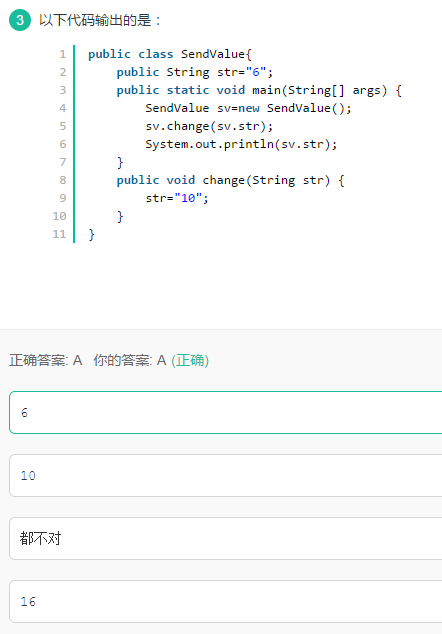 3 以下代码输出的是：
1 public class SendValue{
2 public String str="6";
3 public static void main(String[] args) {
4 SendValue sv=new SendValue();
5 sv.change(sv.str);
6 System.out.println(sv.str);
7 }
8 public void change(String str) {
9 str="10";
10 }
11 }
正确答案: A 你的答案: A (正确)
6
10
都不对
16